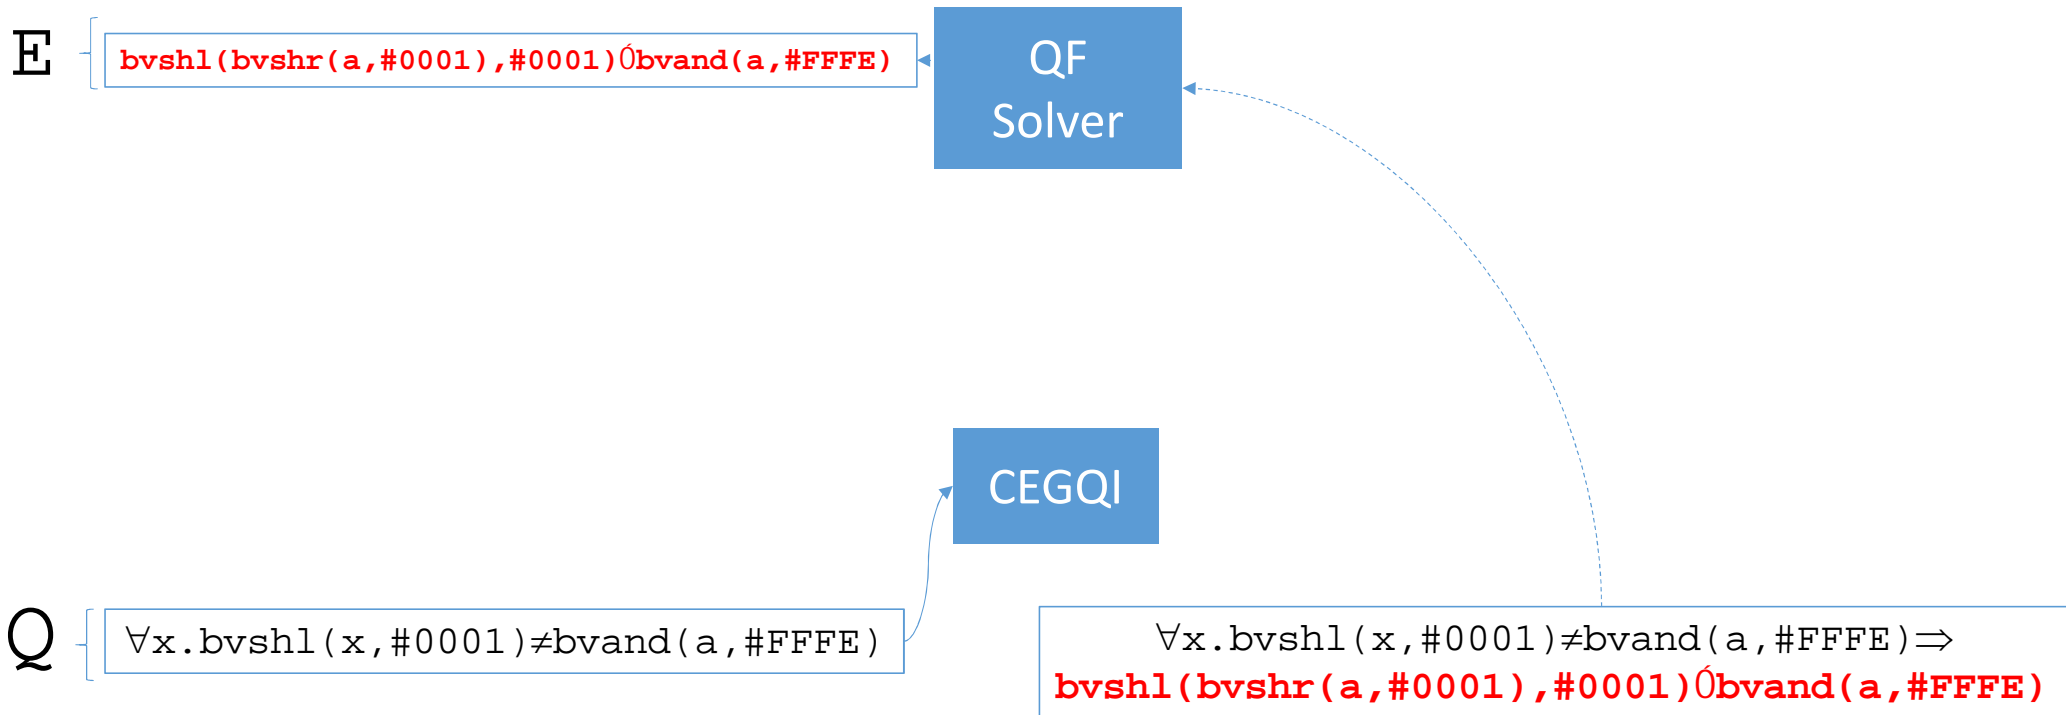 E
bvshl(bvshr(a,#0001),#0001)Óbvand(a,#FFFE)
QF
Solver
CEGQI
Q
∀x.bvshl(x,#0001)≠bvand(a,#FFFE)
∀x.bvshl(x,#0001)≠bvand(a,#FFFE)⇒
bvshl(bvshr(a,#0001),#0001)Óbvand(a,#FFFE)